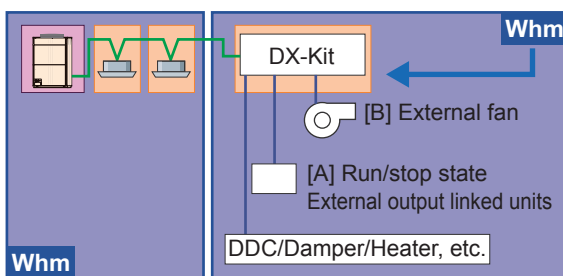 Whm
DX-Kit
[B] External fan
[A] Run/stop state
External output linked units
DDC/Damper/Heater, etc.
Whm